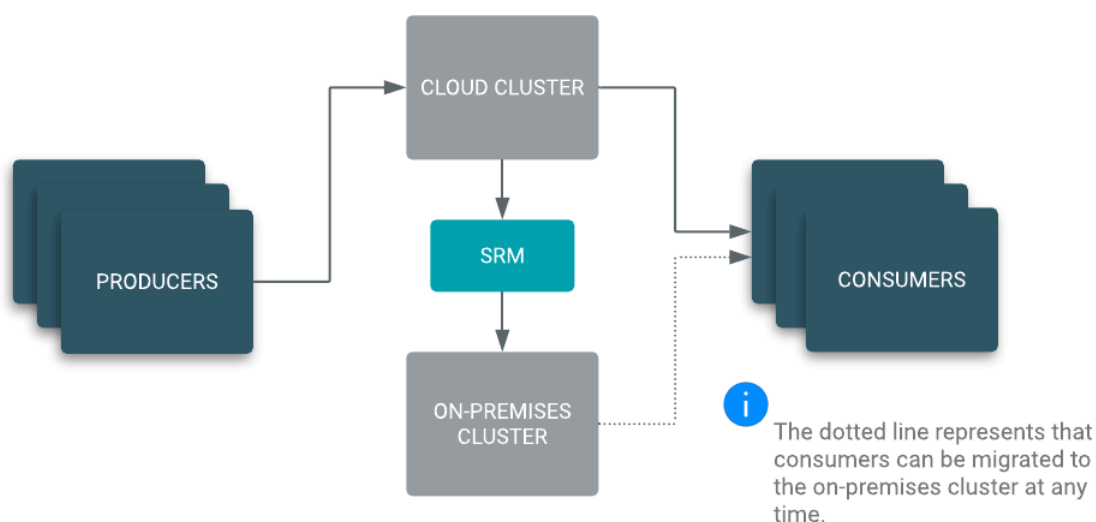 CLOUD CLUSTER
PRODUCERS
SRM
CONSUMERS
ON-PREMISES
CLUSTER
i
The dotted line represents that
consumers can be migrated to
the on-premises cluster at any
time.